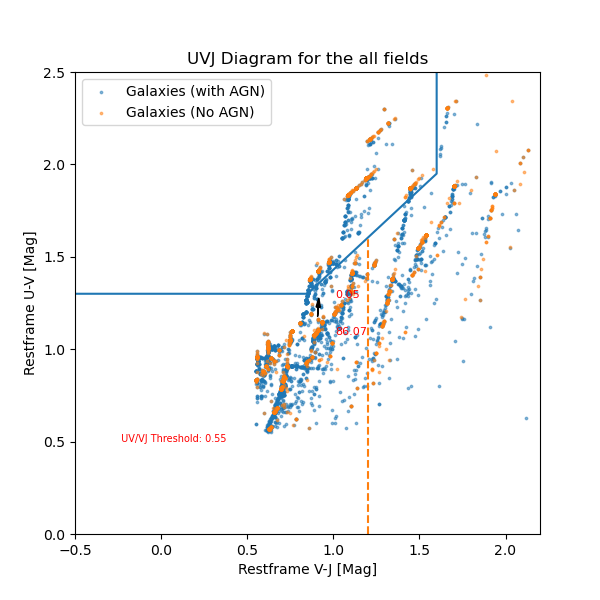 UVJ Diagram for the all fields
Galaxies (with AGN)
Galaxies (No AGN)
2.5
2.0
1.5
1.0
0.5
0.0
Restframe U-V [Mag]
0.95
86.07
UV/VJ Threshold: 0.55
−0.5
0.0
0.5
1.0
1.5
2.0
Restframe V-J [Mag]